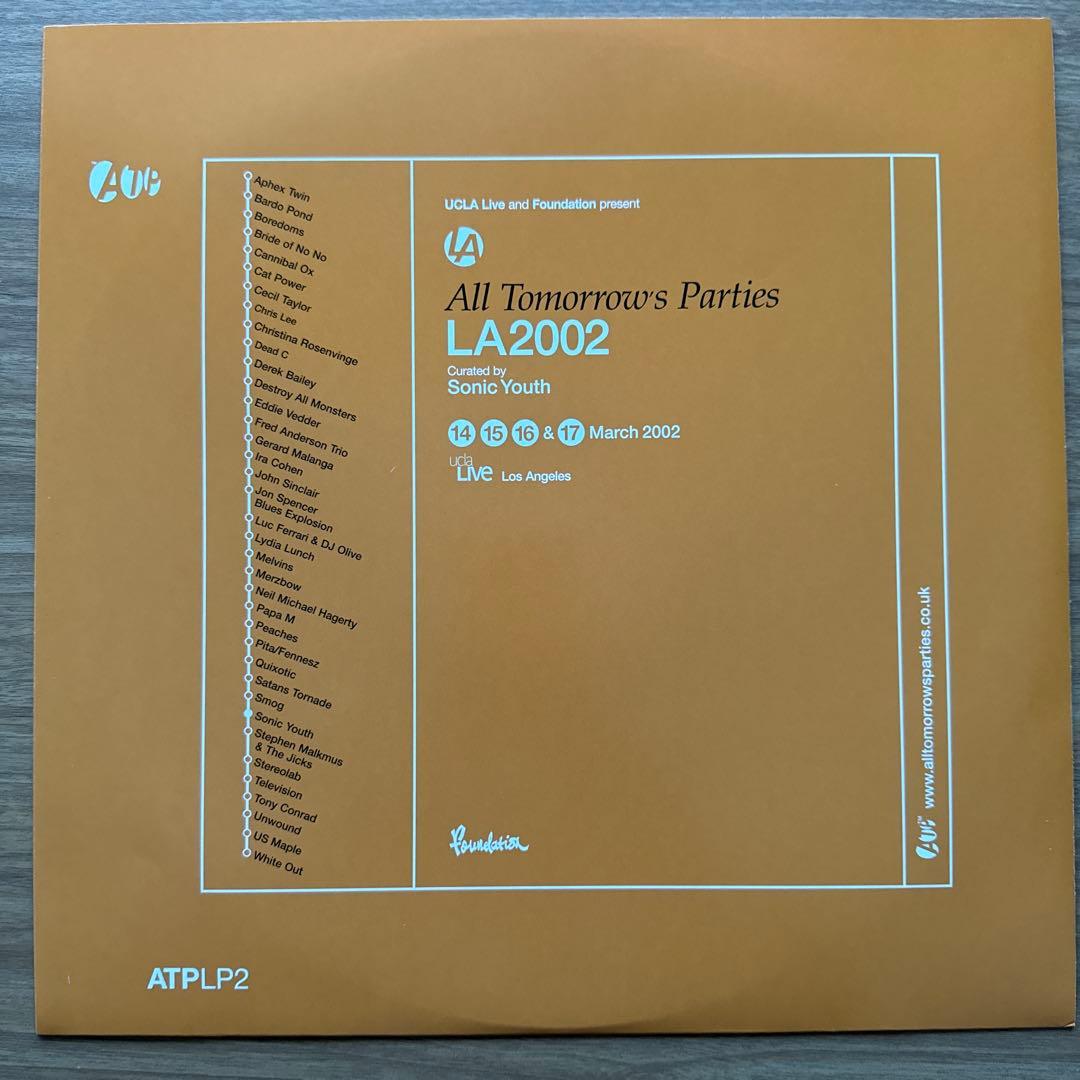 ATP
Aphex Twin
Bardo Pond
Boredoms
Bride of No No
Cannibal Ox
Cat Power
Cecil Taylor
Chris Lee
Christina Rosenvinge
Dead C
Derek Bailey
Destroy All Monsters
Eddie Vedder
Fred Anderson Trio
Gerard Malanga
Ira Cohen
John Sinclair
Jon Spencer
Blues Explosion
Luc Ferrari & DJ Olive
Lydia Lunch
Melvins
Merzbow
Neil Michael Hagerty
Papa M
Peaches
Pita/Fennesz
Quixotic
Satans Tornade
Smog
Sonic Youth
Stephen Malkmus
& The Jicks
Stereolab
Television
Tony Conrad
Unwound
US Maple
White Out
UCLA Live and Foundation present
LA
All Tomorrow's Parties
LA2002
Curated by
Sonic Youth
14 15 16 & 17 March 2002
ucla
LIVE Los Angeles
Foundation
ATP www.alltomorrowsparties.co.uk
ATPLP2